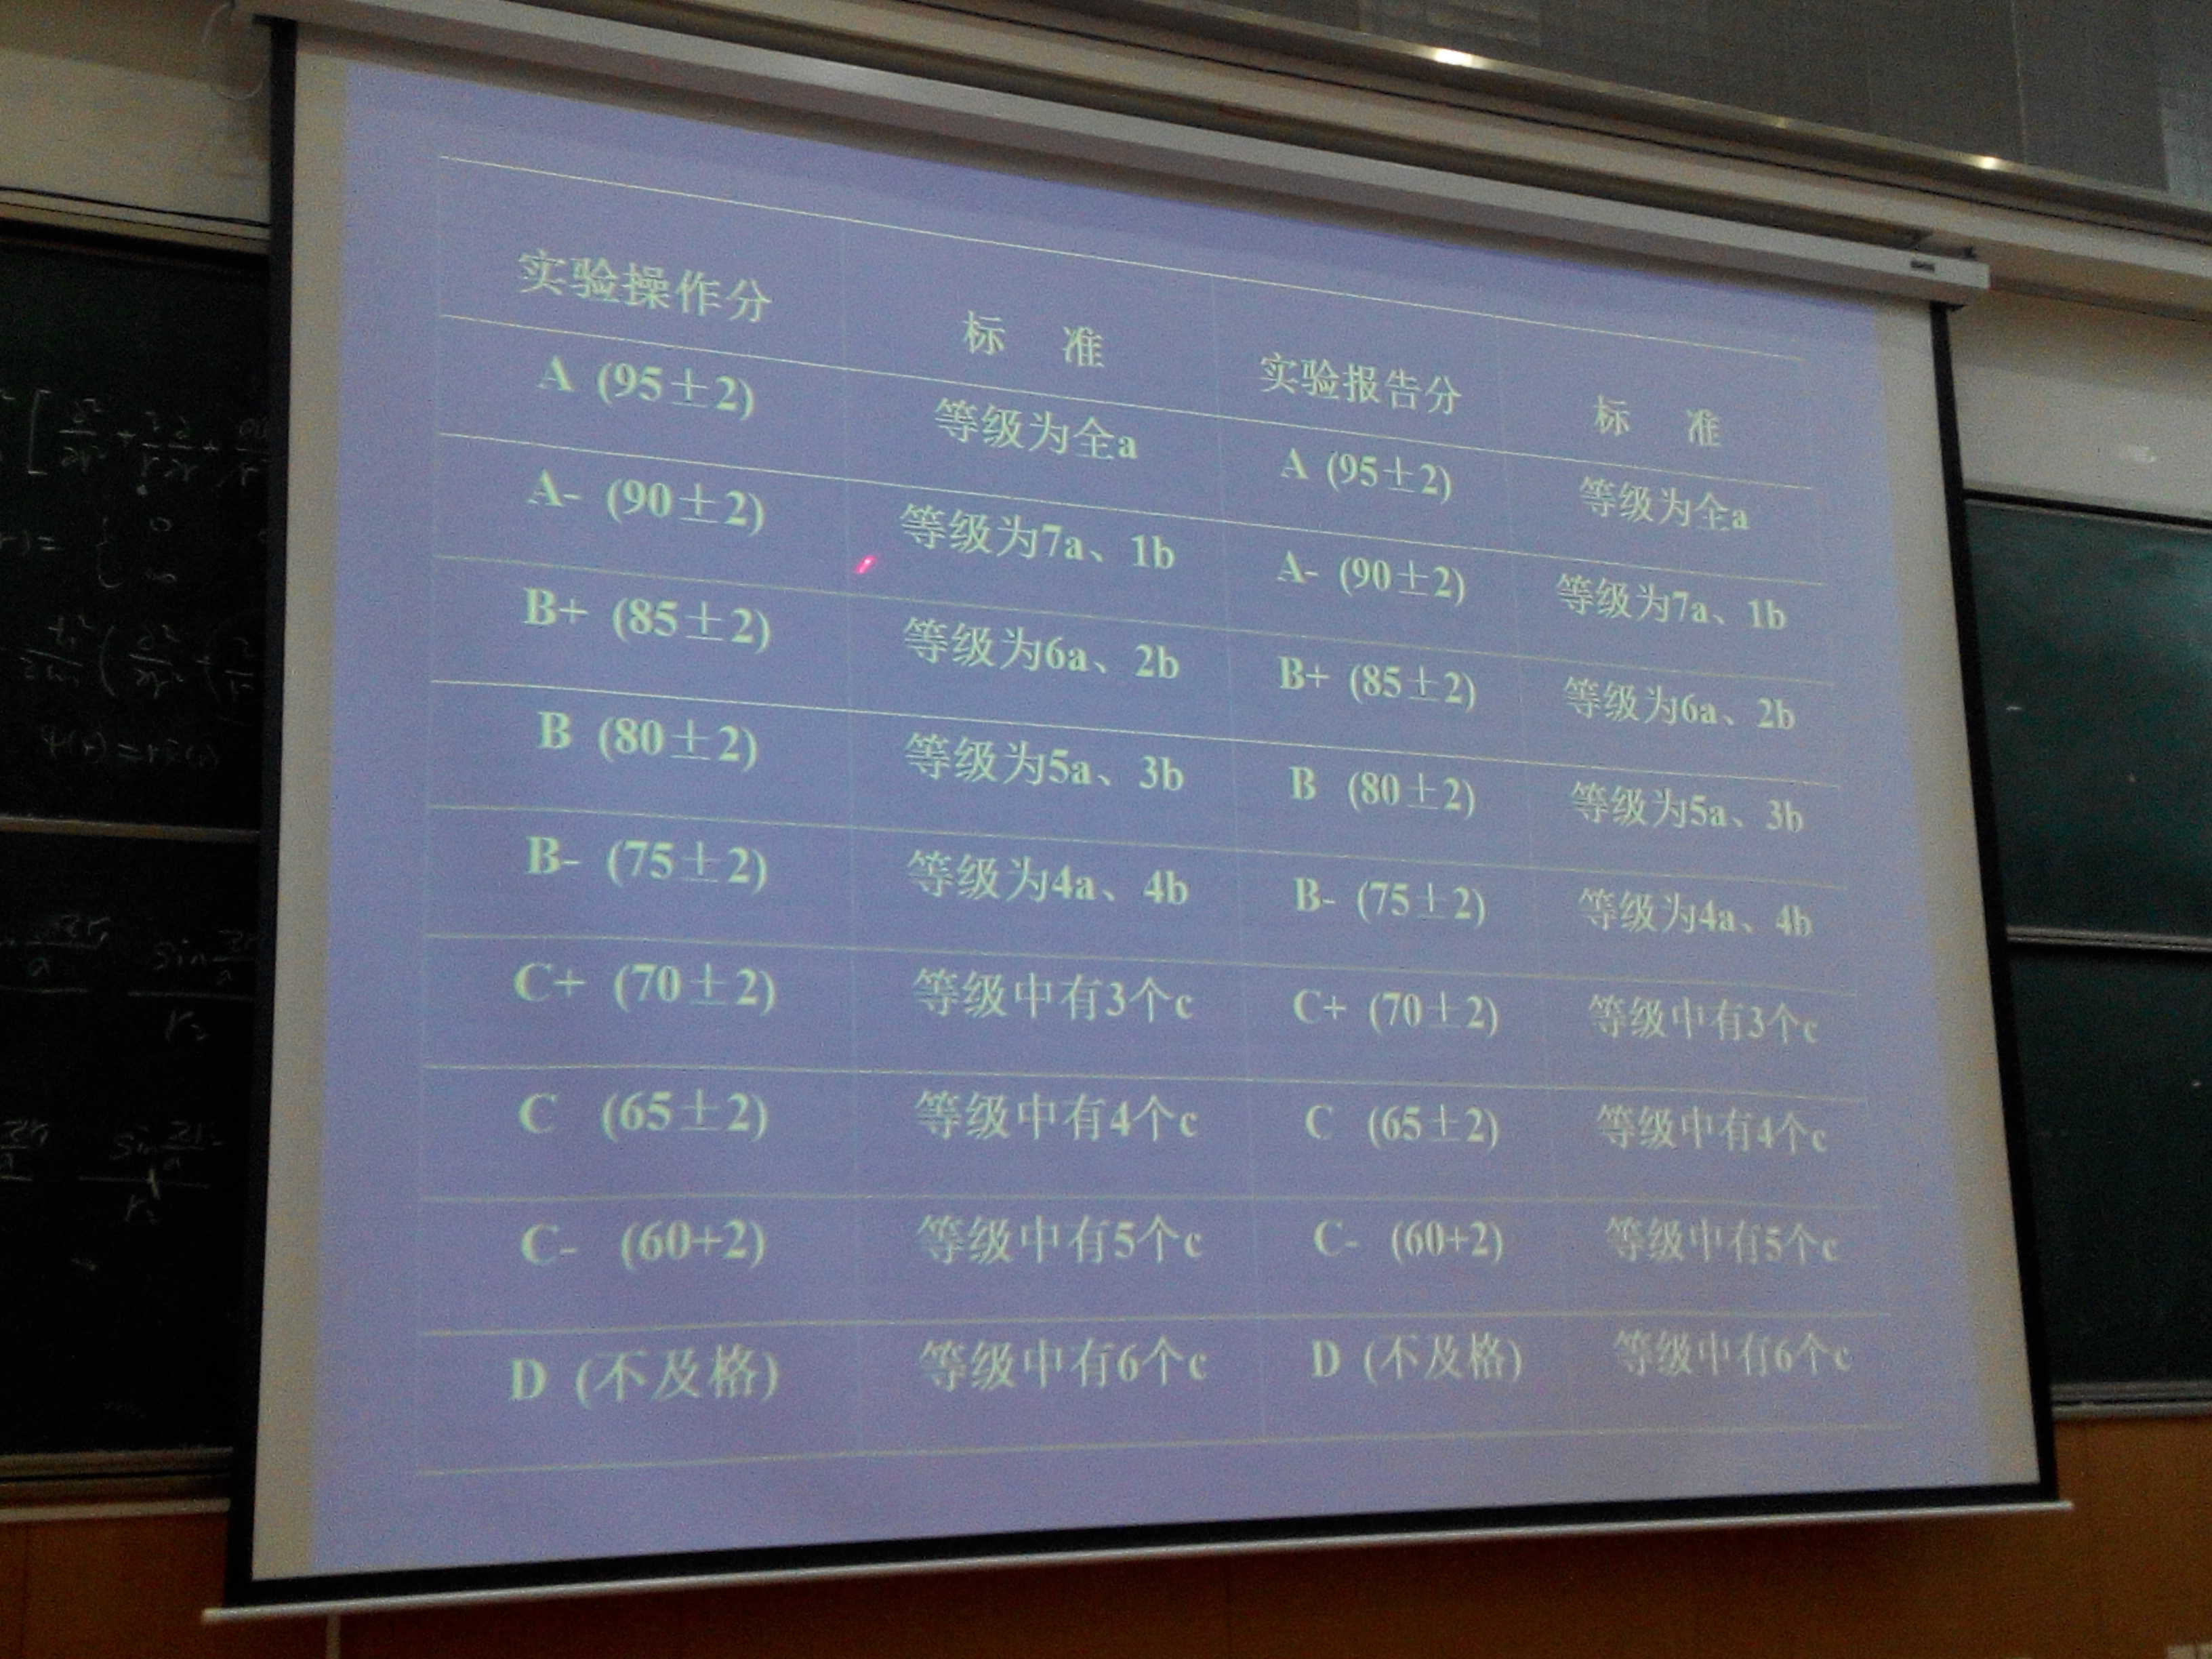 实验操作分 标 准 实验报告分 标 准
A (95±2) 等级为全a A (95±2) 等级为全a
A- (90±2) 等级为7a、1b A- (90±2) 等级为7a、1b
B+ (85±2) 等级为6a、2b B+ (85±2) 等级为6a、2b
B (80±2) 等级为5a、3b B (80±2) 等级为5a、3b
B- (75±2) 等级为4a、4b B- (75±2) 等级为4a、4b
C+ (70±2) 等级中有3个c C+ (70±2) 等级中有3个c
C (65±2) 等级中有4个c C (65±2) 等级中有4个c
C- (60+2) 等级中有5个c C- (60+2) 等级中有5个c
D (不及格) 等级中有6个c D (不及格) 等级中有6个c